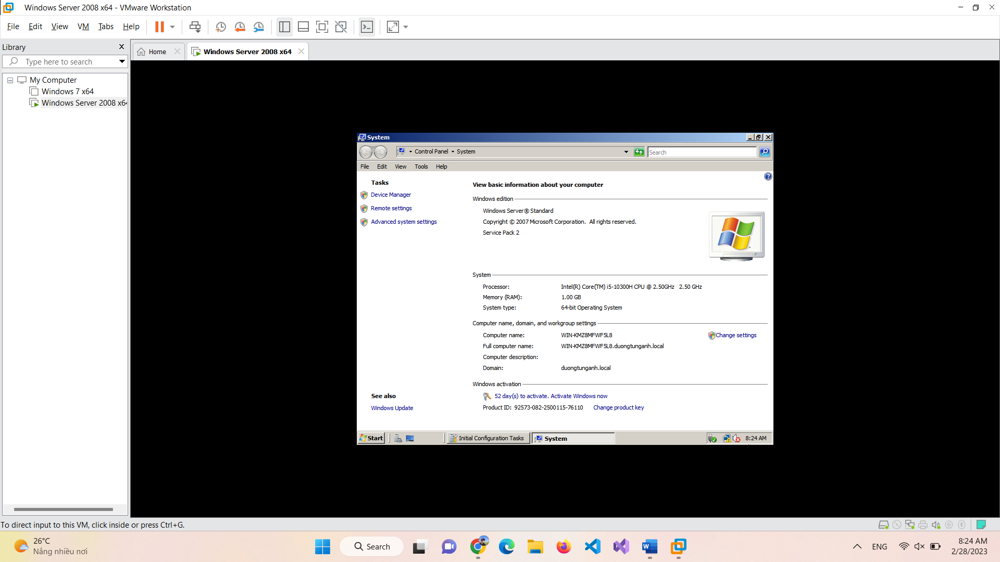 Windows Server 2008 x64 - VMware Workstation
File Edit View VM Tabs Help
Library
Type here to search
My Computer
Windows 7 x64
Windows Server 2008 x64
Home
Windows Server 2008 x64
System
Control Panel System
Search
File Edit View Tools Help
Tasks
Device Manager
Remote settings
Advanced system settings
See also
Windows Update
View basic information about your computer
Windows edition
Windows Server® Standard
Copyright © 2007 Microsoft Corporation. All rights reserved.
Service Pack 2
System
Processor: Intel(R) Core(TM) i5-10300H CPU @ 2.50GHz 2.50 GHz
Memory (RAM): 1.00 GB
System type: 64-bit Operating System
Computer name, domain, and workgroup settings
Computer name: WIN-KMZ8MFWF5L8
Change settings
Full computer name: WIN-KMZ8MFWF5L8.duongtunganh.local
Computer description:
Domain: duongtunganh.local
Windows activation
52 day(s) to activate. Activate Windows now
Product ID: 92573-082-2500115-76110 Change product key
Start Initial Configuration Tasks System 8:24 AM
To direct input to this VM, click inside or press Ctrl+G.
26°C
Nắng nhiều nơi
Search
ENG
8:24 AM
2/28/2023